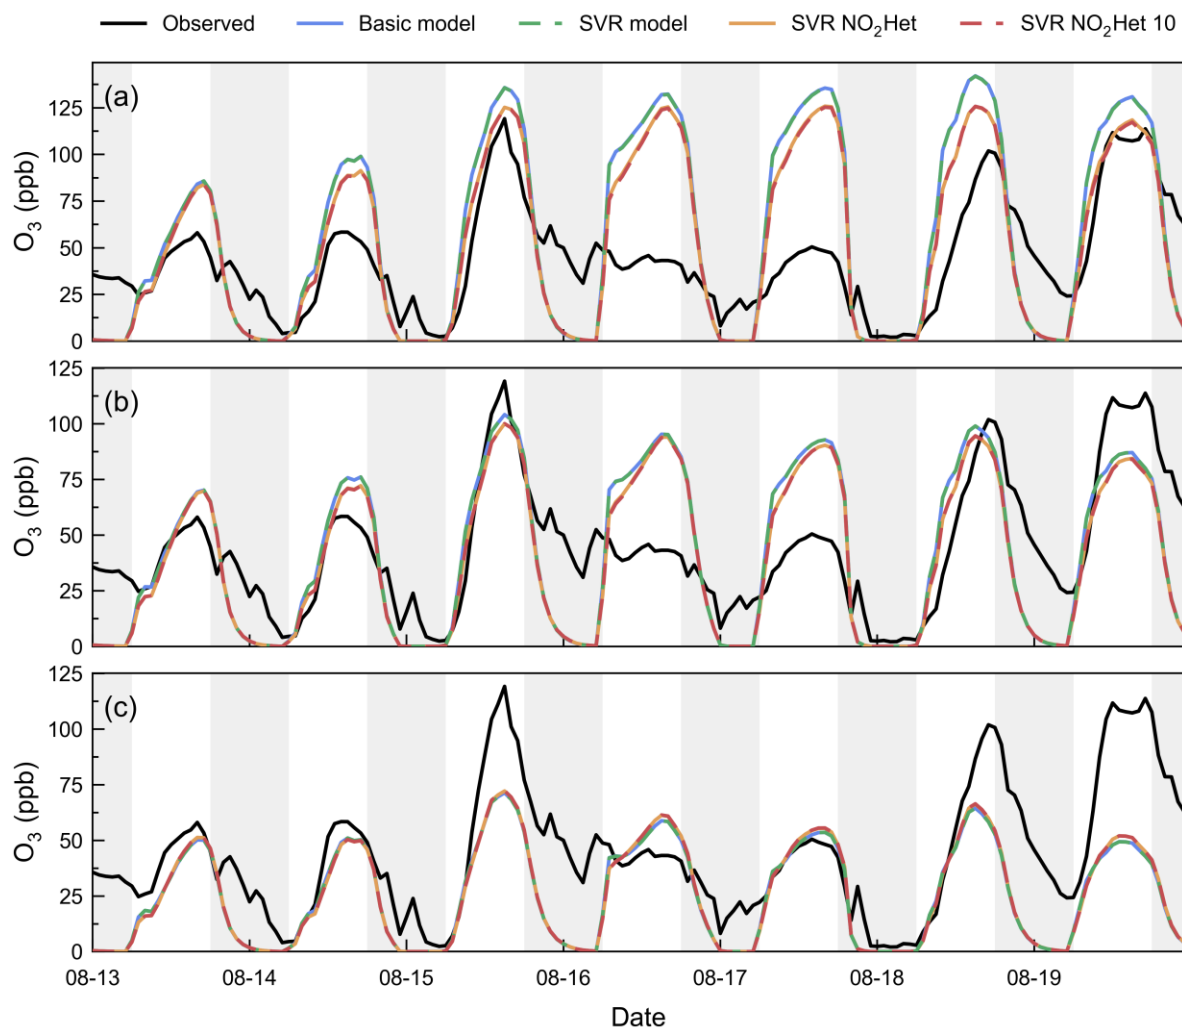 Observed Basic model SVR model SVR NO₂Het SVR NO₂Het 10
(a)
O₃ (ppb)
125
100
75
50
25
0
(b)
O₃ (ppb)
125
100
75
50
25
0
(c)
O₃ (ppb)
125
100
75
50
25
0
08-13 08-14 08-15 08-16 08-17 08-18 08-19
Date